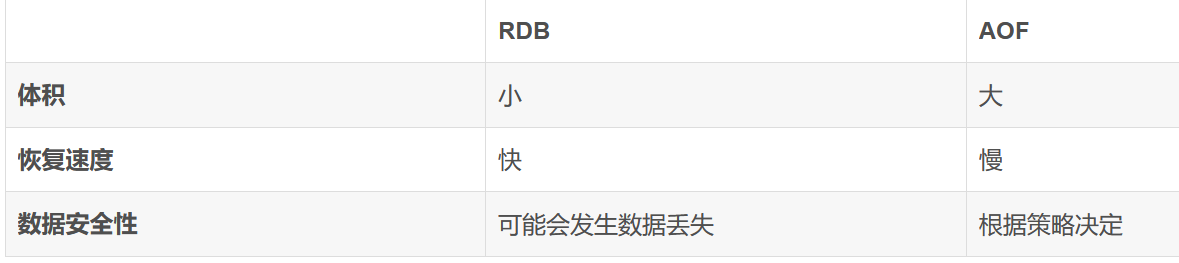 RDB AOF
体积 小 大
恢复速度 快 慢
数据安全性 可能会发生数据丢失 根据策略决定